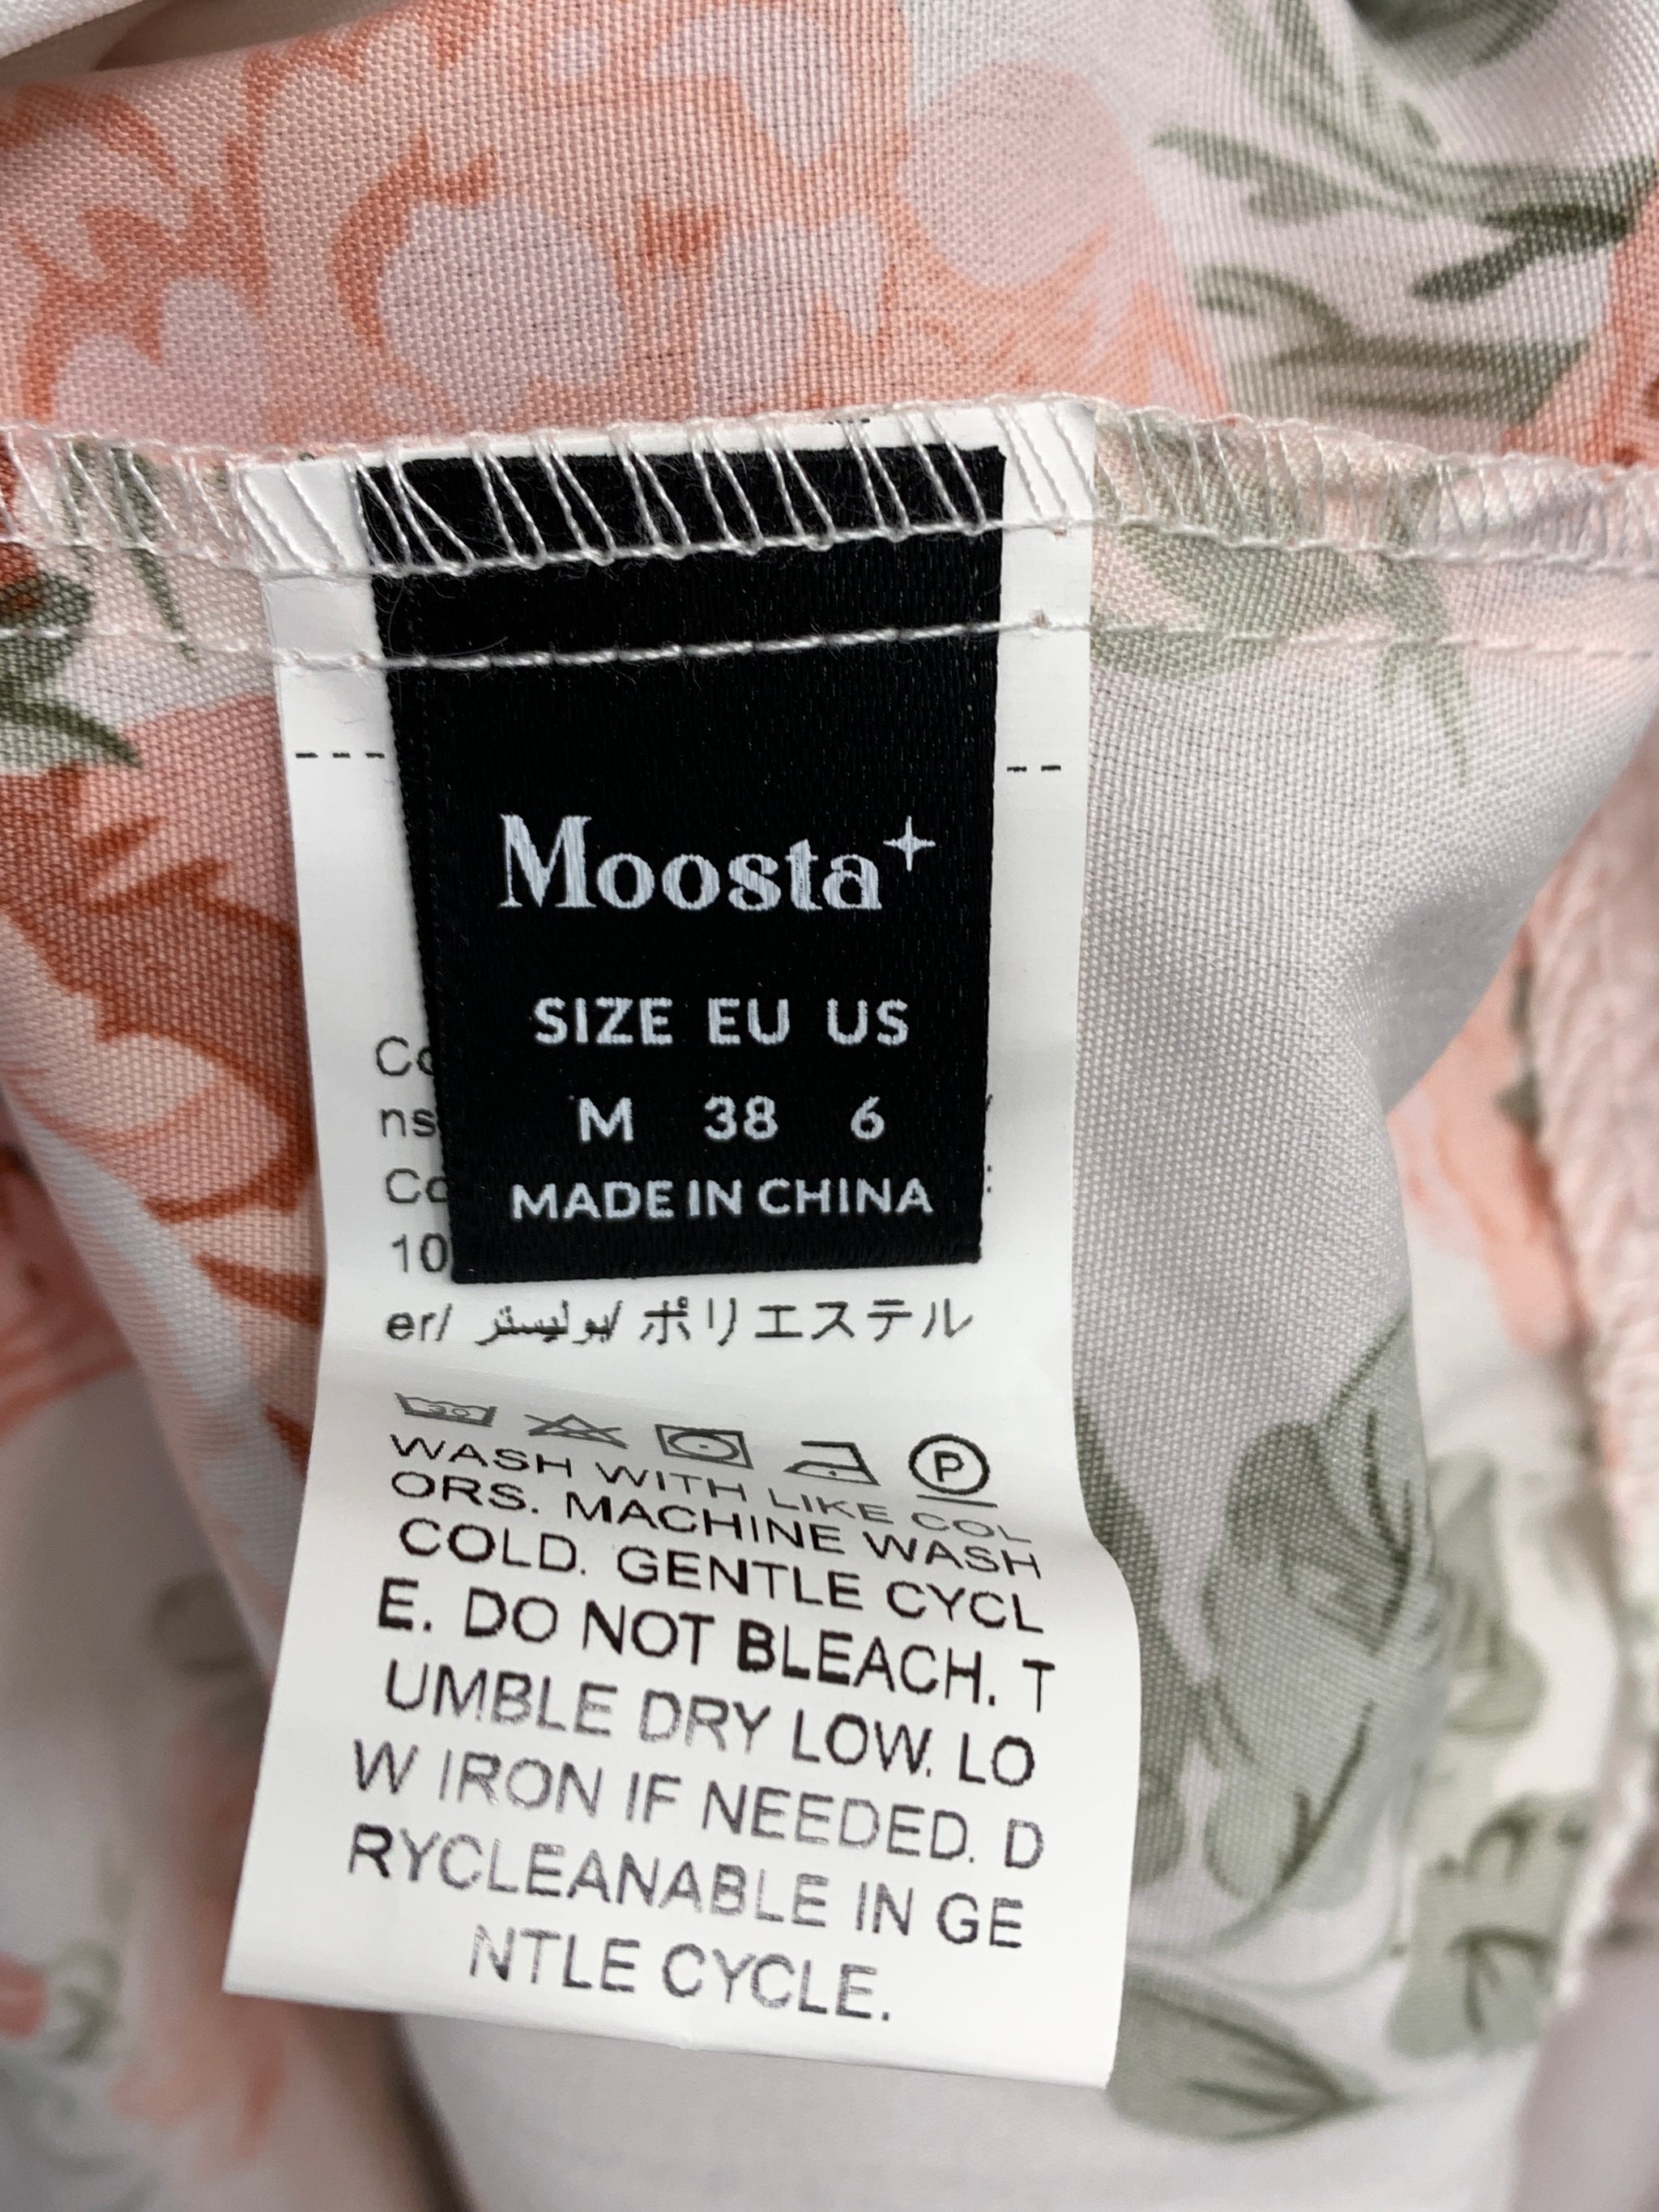 Moosta+
SIZE EU US
M 38 6
MADE IN CHINA
er/ بوليستر/ ポリエステル
30
P
WASH WITH LIKE COL
ORS. MACHINE WASH
COLD. GENTLE CYCL
E. DO NOT BLEACH. T
UMBLE DRY LOW. LO
W IRON IF NEEDED. D
RYCLEANABLE IN GE
NTLE CYCLE.